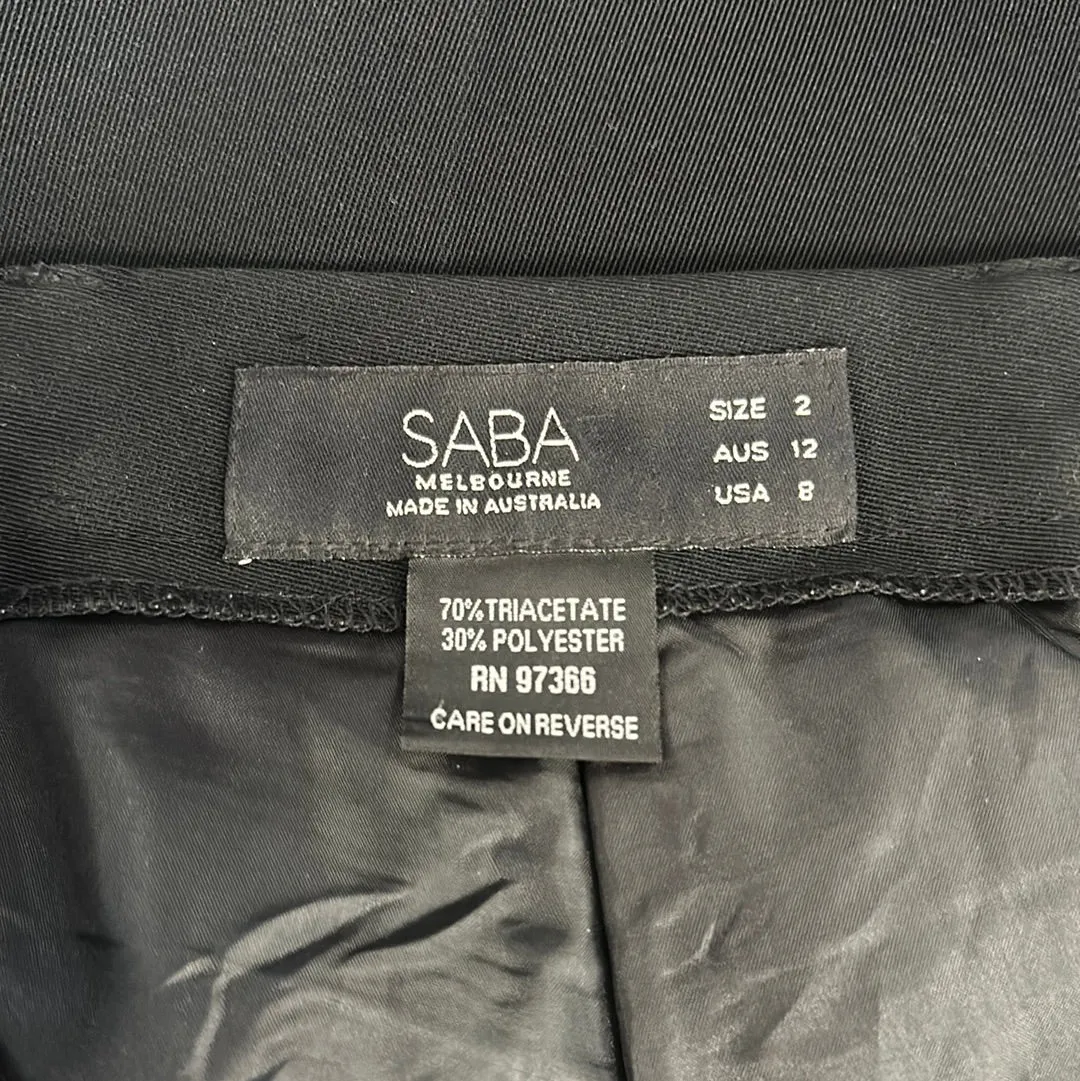 SABA
MELBOURNE
MADE IN AUSTRALIA
SIZE 2
AUS 12
USA 8
70% TRIACETATE
30% POLYESTER
RN 97366
CARE ON REVERSE